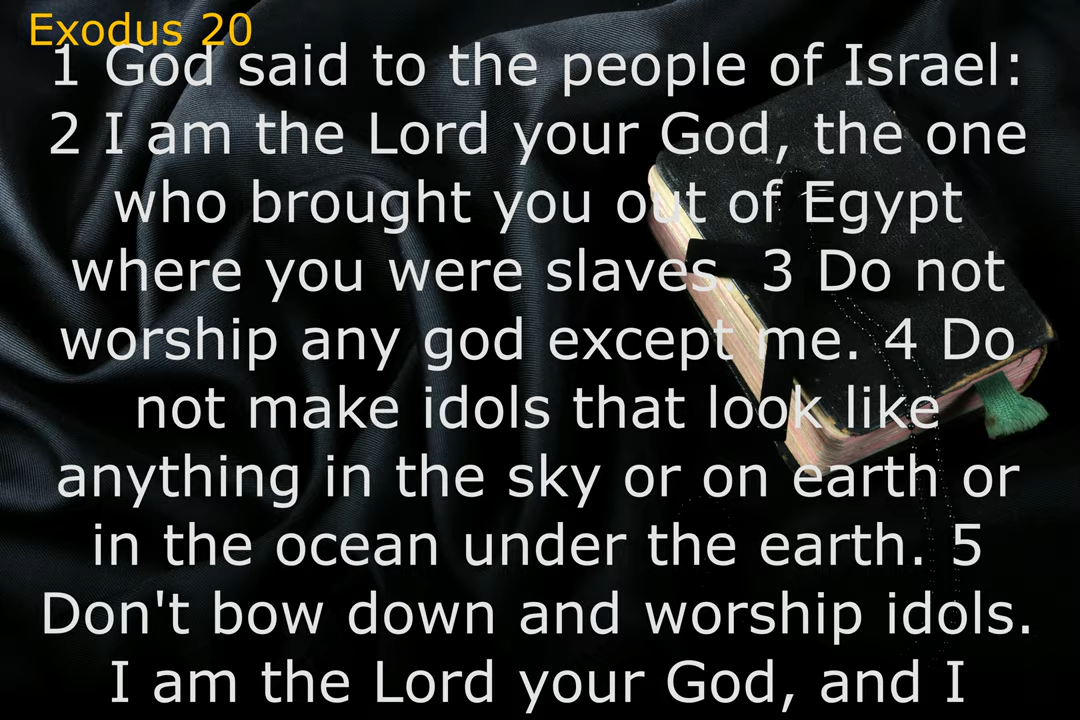 Exodus 20
1 God said to the people of Israel:
2 I am the Lord your God, the one
who brought you out of Egypt
where you were slaves. 3 Do not
worship any god except me. 4 Do
not make idols that look like
anything in the sky or on earth or
in the ocean under the earth. 5
Don't bow down and worship idols.
I am the Lord your God, and I